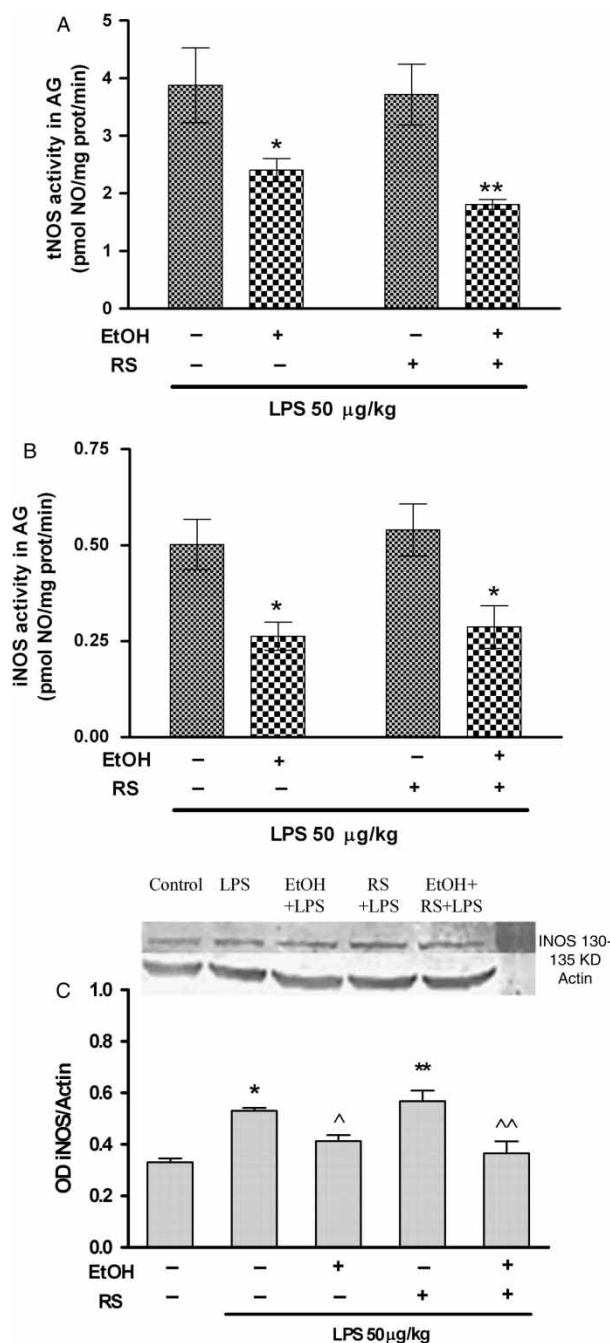 A
tNOS activity in AG
(pmol NO/mg prot/min)
5
4
3
2
1
0
*
**
EtOH – + – +
RS – – + +
LPS 50 µg/kg
B
iNOS activity in AG
(pmol NO/mg prot/min)
0.75
0.50
0.25
0.00
*
*
EtOH – + – +
RS – – + +
LPS 50 µg/kg
Control LPS EtOH RS EtOH+
+LPS +LPS RS+LPS
INOS 130-
135 KD
Actin
C
OD iNOS/Actin
1.0
0.8
0.6
0.4
0.2
0.0
*
^
**
^^
EtOH – – + – +
RS – – – + +
LPS 50µg/kg